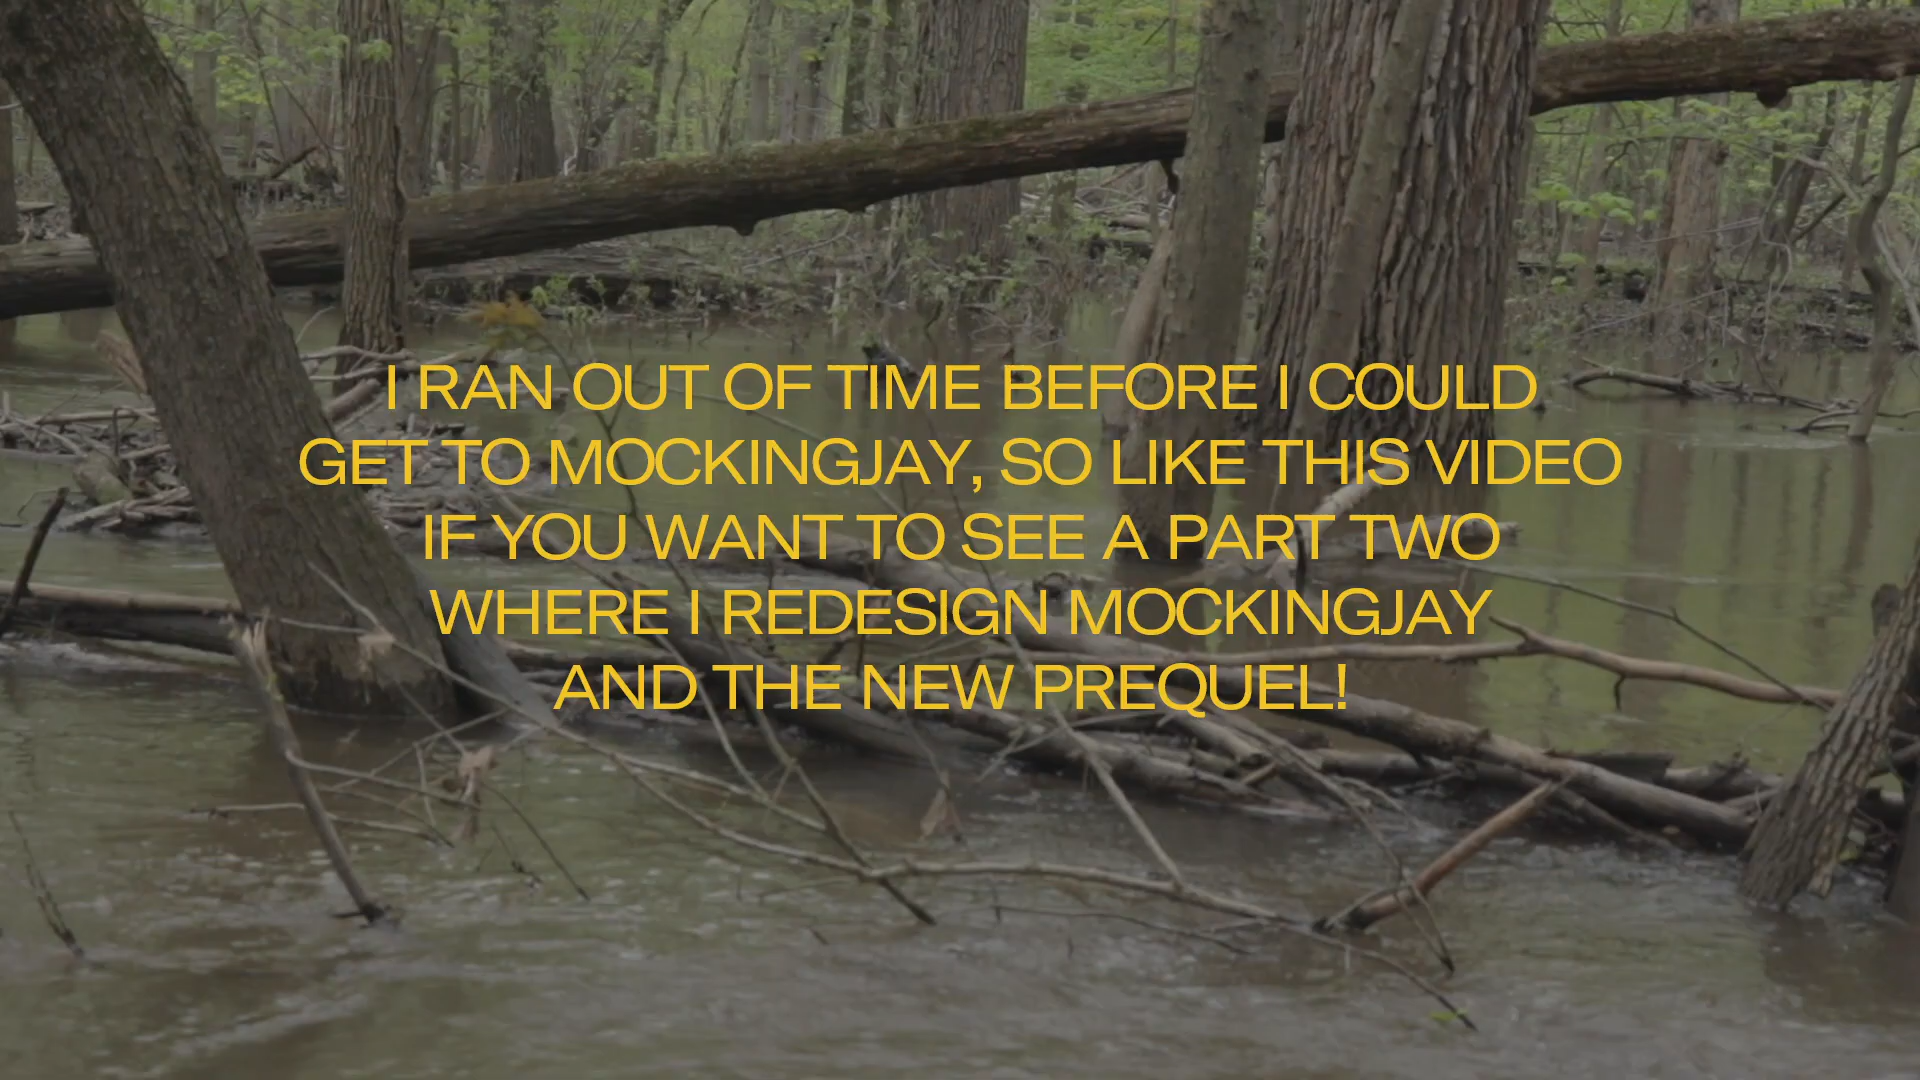 I RAN OUT OF TIME BEFORE I COULD
GET TO MOCKINGJAY, SO LIKE THIS VIDEO
IF YOU WANT TO SEE A PART TWO
WHERE I REDESIGN MOCKINGJAY
AND THE NEW PREQUEL!